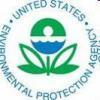 UNITED STATES
ENVIRONMENTAL PROTECTION AGENCY